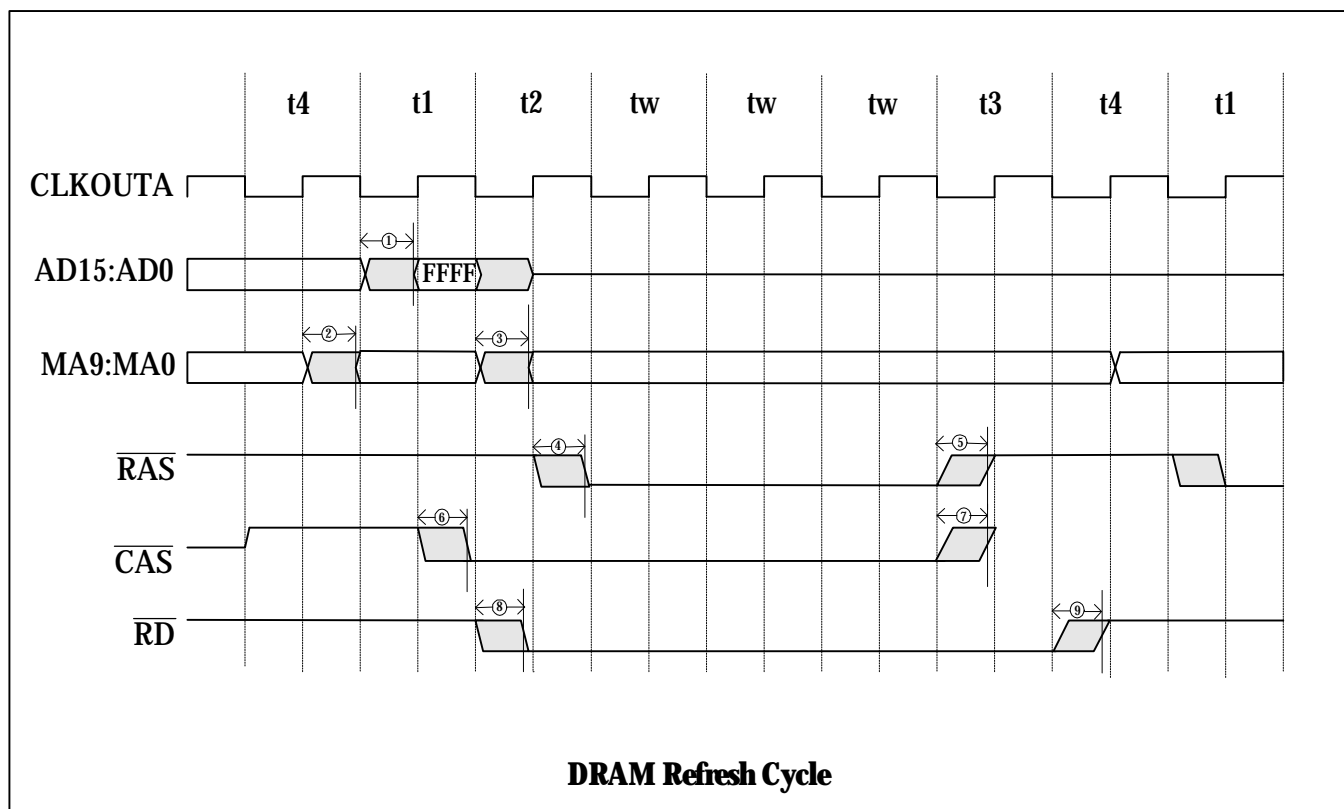 t4 t1 t2 tw tw tw t3 t4 t1
CLKOUTA
①
AD15:AD0 FFFF
② ③
MA9:MA0
④ ⑤
RAS
⑥ ⑦
CAS
⑧ ⑨
RD
DRAM Refresh Cycle